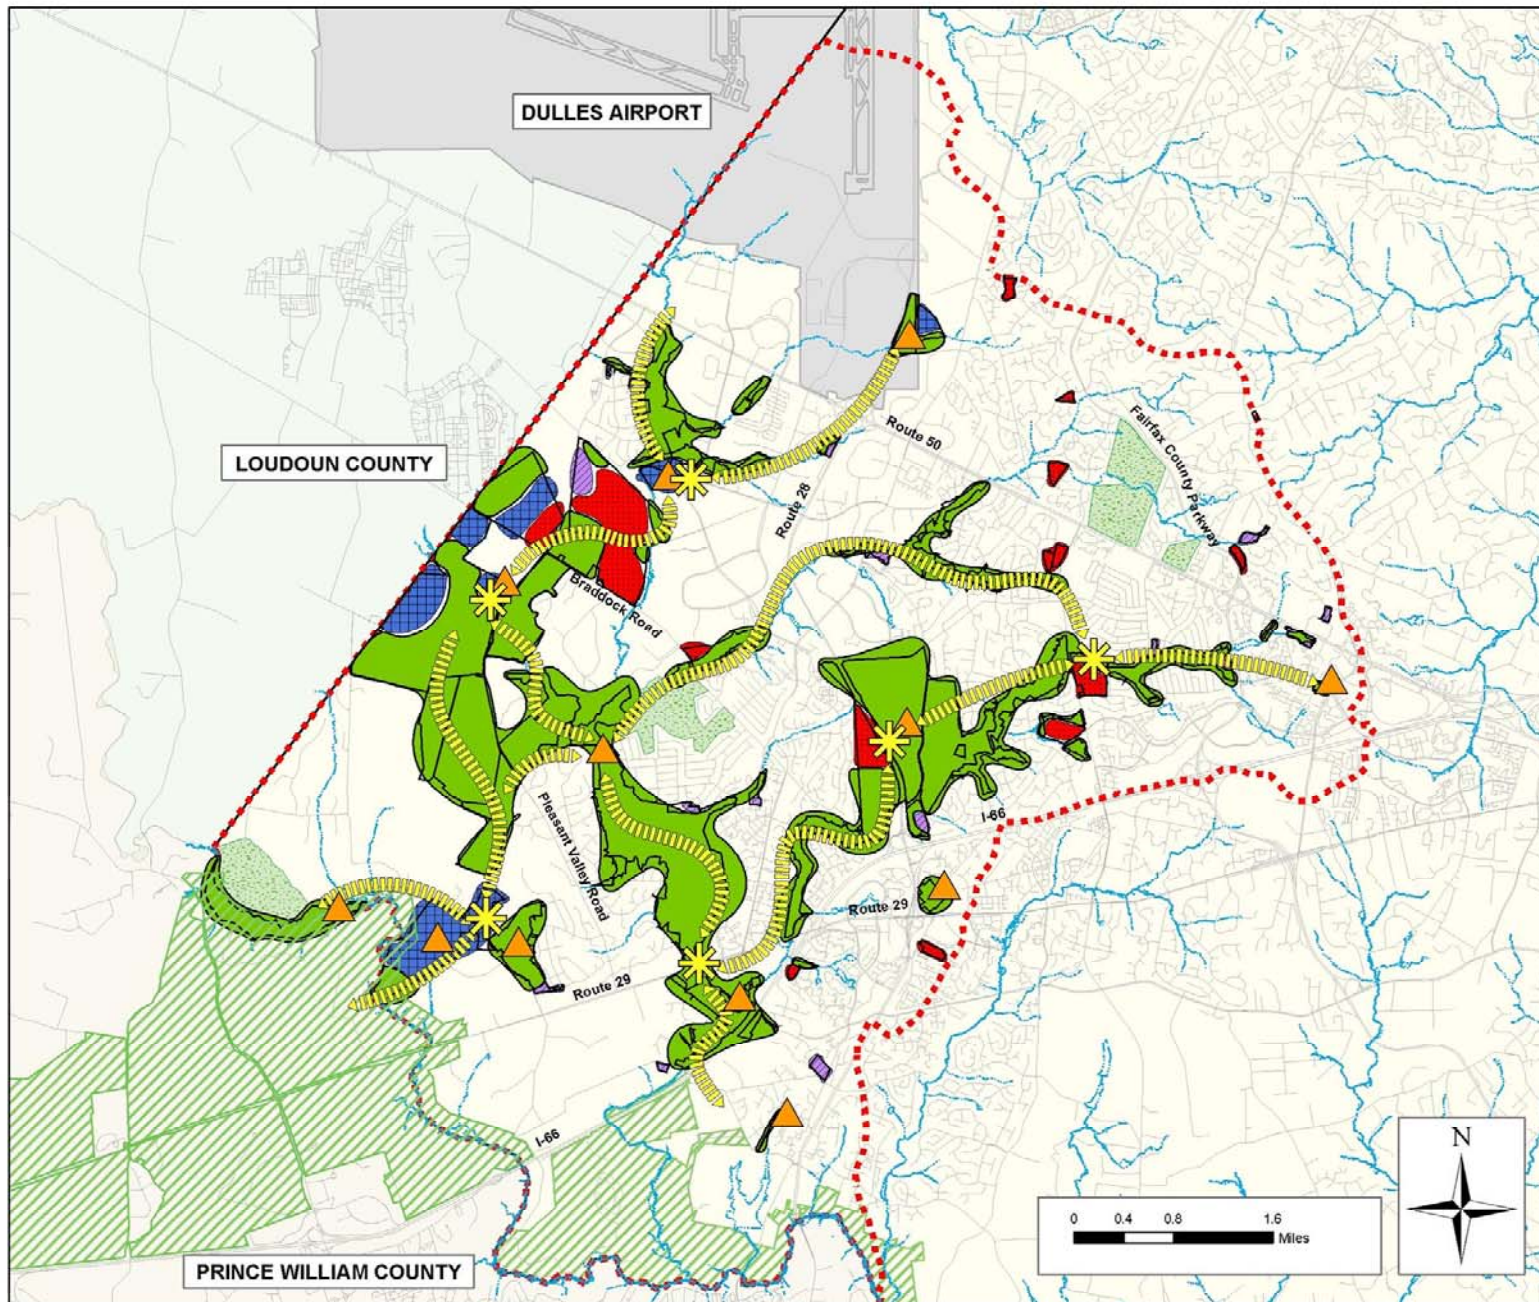 DULLES AIRPORT
LOUDOUN COUNTY
Route 50
Fairfax County Parkway
Route 28
Braddock Road
Pleasant Valley Road
I-66
Route 29
Route 29
I-66
N
0 0.4 0.8 1.6
Miles
PRINCE WILLIAM COUNTY